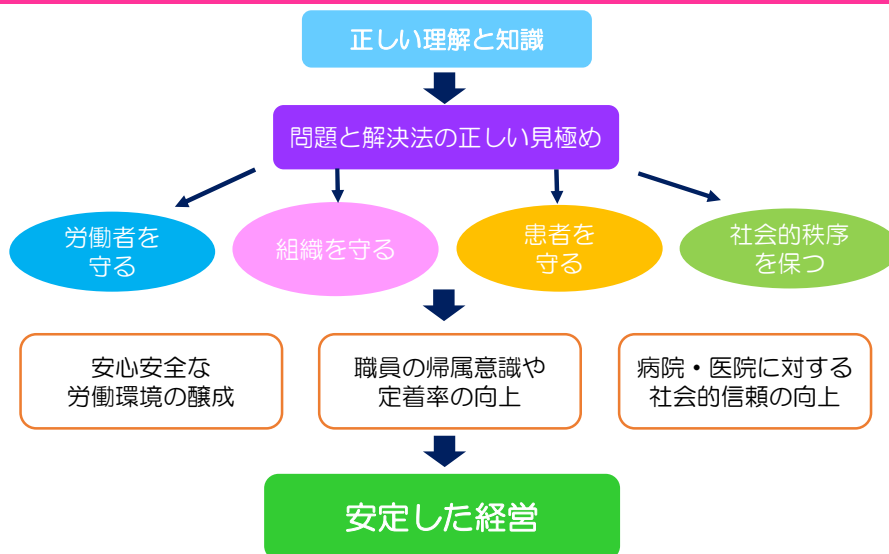 正しい理解と知識
問題と解決法の正しい見極め
労働者を
守る
組織を守る
患者を
守る
社会的秩序
を保つ
安心安全な
労働環境の醸成
職員の帰属意識や
定着率の向上
病院・医院に対する
社会的信頼の向上
安定した経営